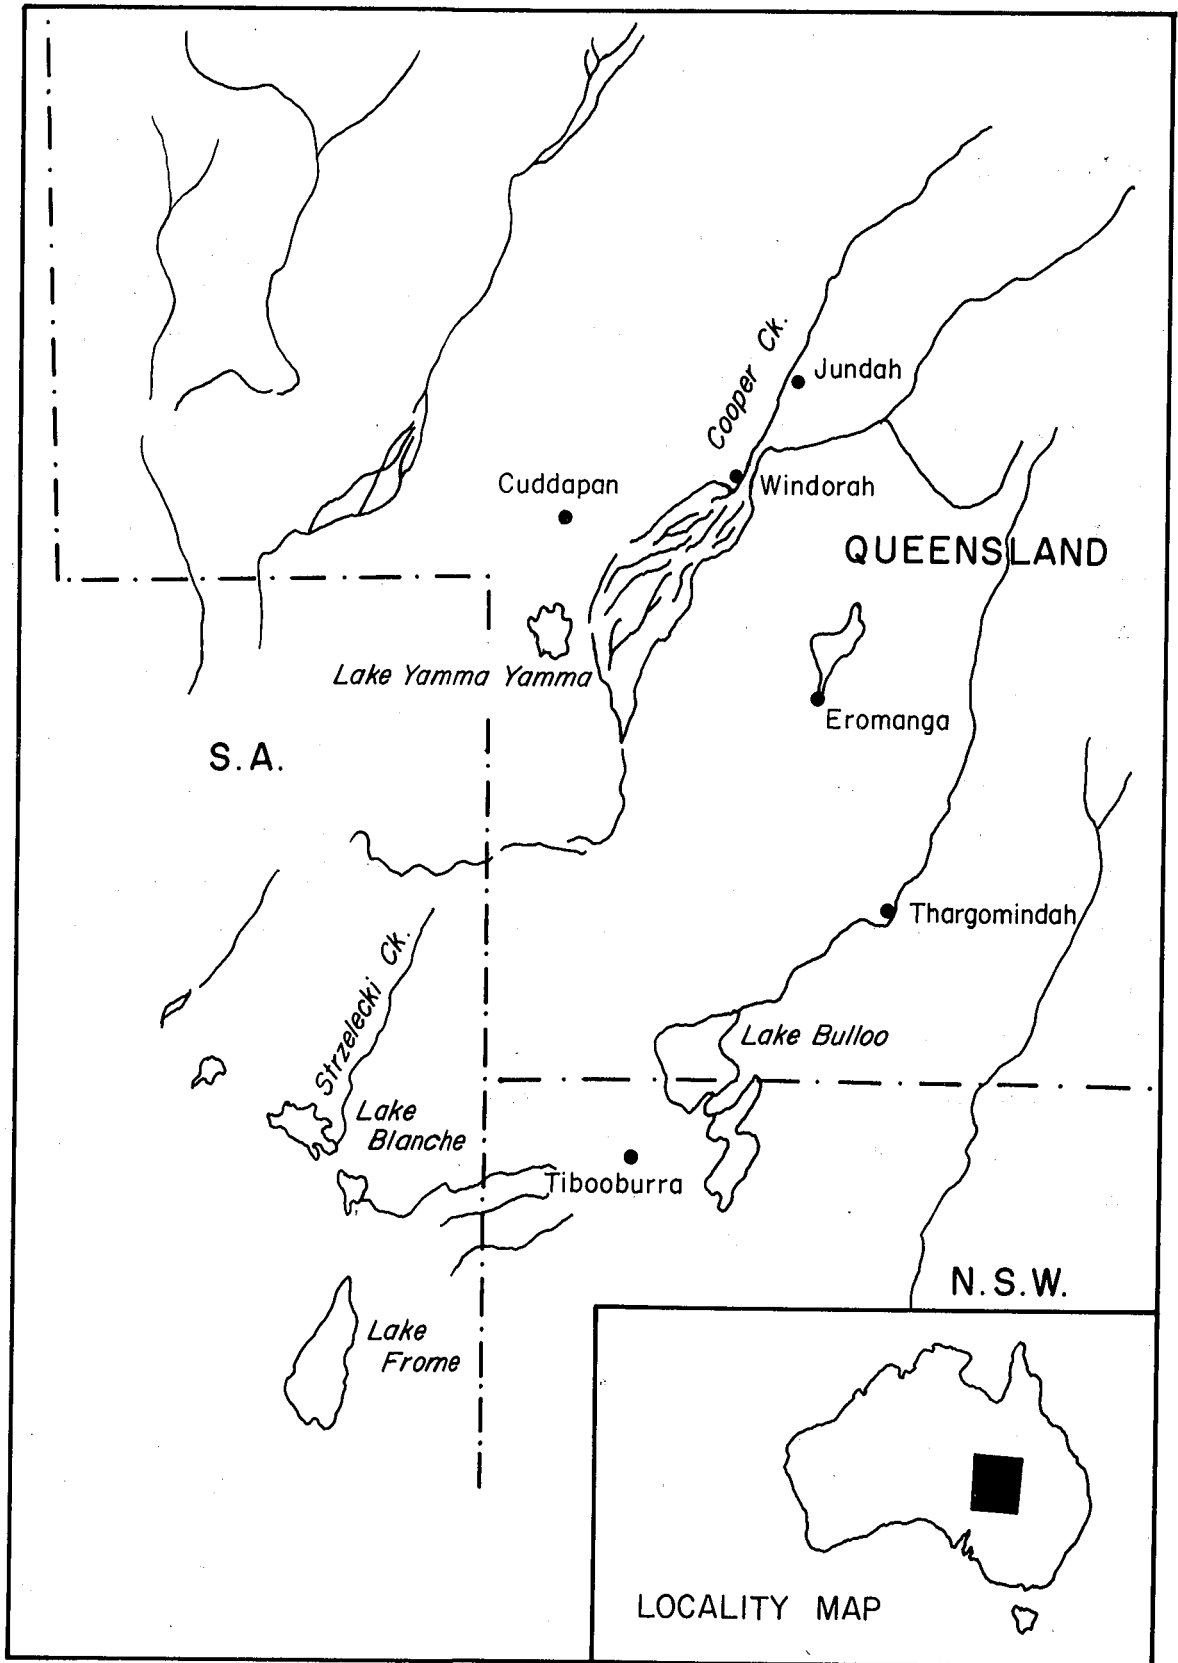 Cooper Ck.
Jundah
Cuddapan
Windorah
QUEENSLAND
Lake Yamma Yamma
Eromanga
S.A.
Thargomindah
Strzelecki Ck.
Lake Bulloo
Lake
Blanche
Tibooburra
N.S.W.
Lake
Frome
LOCALITY MAP